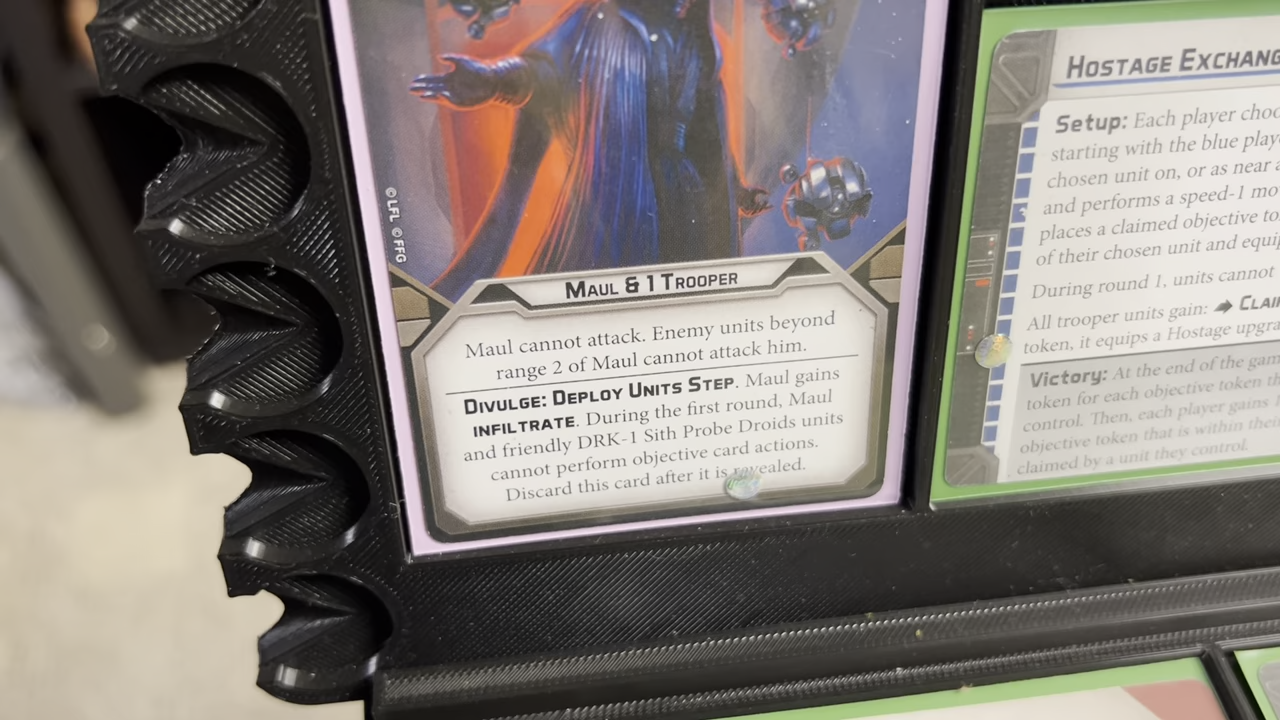 © LFL © FFG
MAUL & 1 TROOPER
Maul cannot attack. Enemy units beyond
range 2 of Maul cannot attack him.
DIVULGE: DEPLOY UNITS STEP. Maul gains
INFILTRATE. During the first round, Maul
and friendly DRK-1 Sith Probe Droids units
cannot perform objective card actions.
Discard this card after it is revealed.
HOSTAGE EXCHANG
Setup: Each player choo
starting with the blue play
chosen unit on, or as near
and performs a speed-1 mo
places a claimed objective to
of their chosen unit and equi
During round 1, units cannot
All trooper units gain: CLAI
token, it equips a Hostage upgra
Victory: At the end of the gam
token for each objective token th
control. Then, each player gains
objective token that is within thei
claimed by a unit they control.